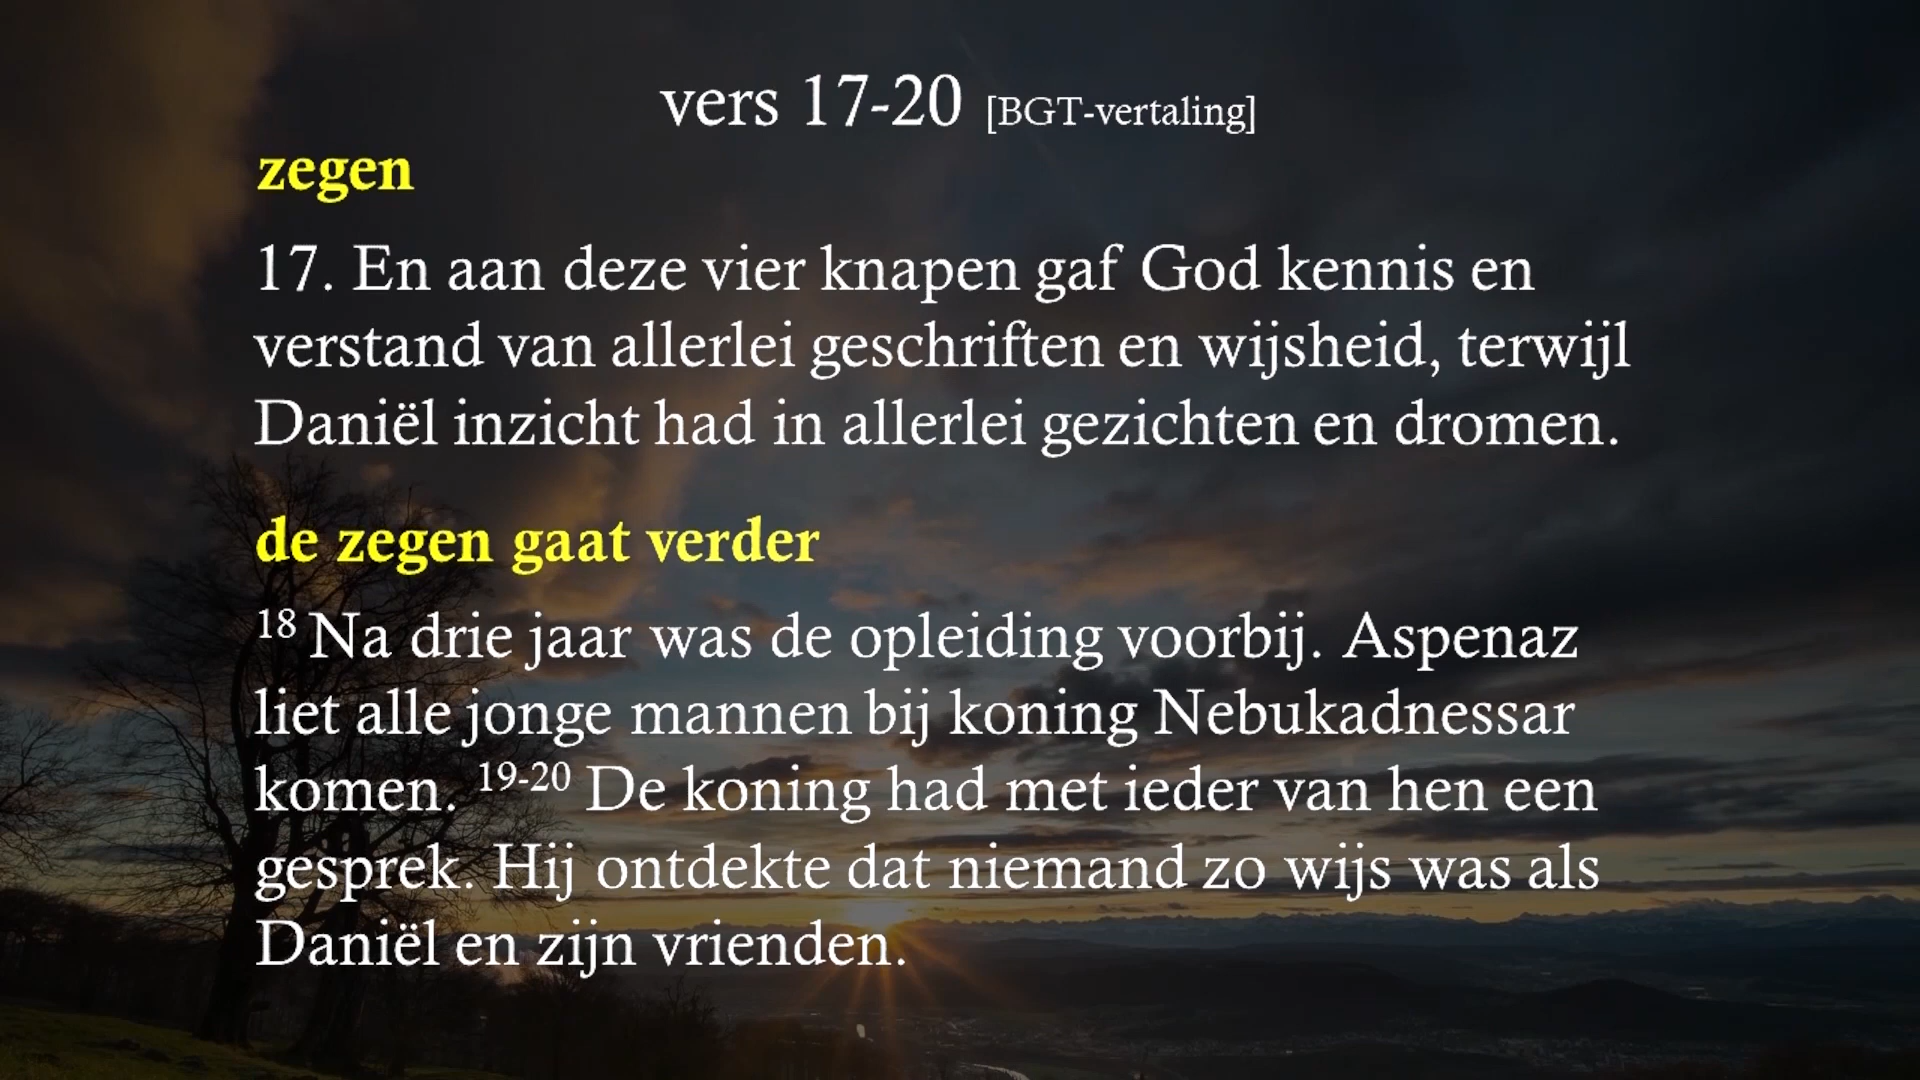 vers 17-20 [BGT-vertaling]
zegen
17. En aan deze vier knapen gaf God kennis en
verstand van allerlei geschriften en wijsheid, terwijl
Daniël inzicht had in allerlei gezichten en dromen.
de zegen gaat verder
18 Na drie jaar was de opleiding voorbij. Aspenaz
liet alle jonge mannen bij koning Nebukadnessar
komen. 19-20 De koning had met ieder van hen een
gesprek. Hij ontdekte dat niemand zo wijs was als
Daniël en zijn vrienden.